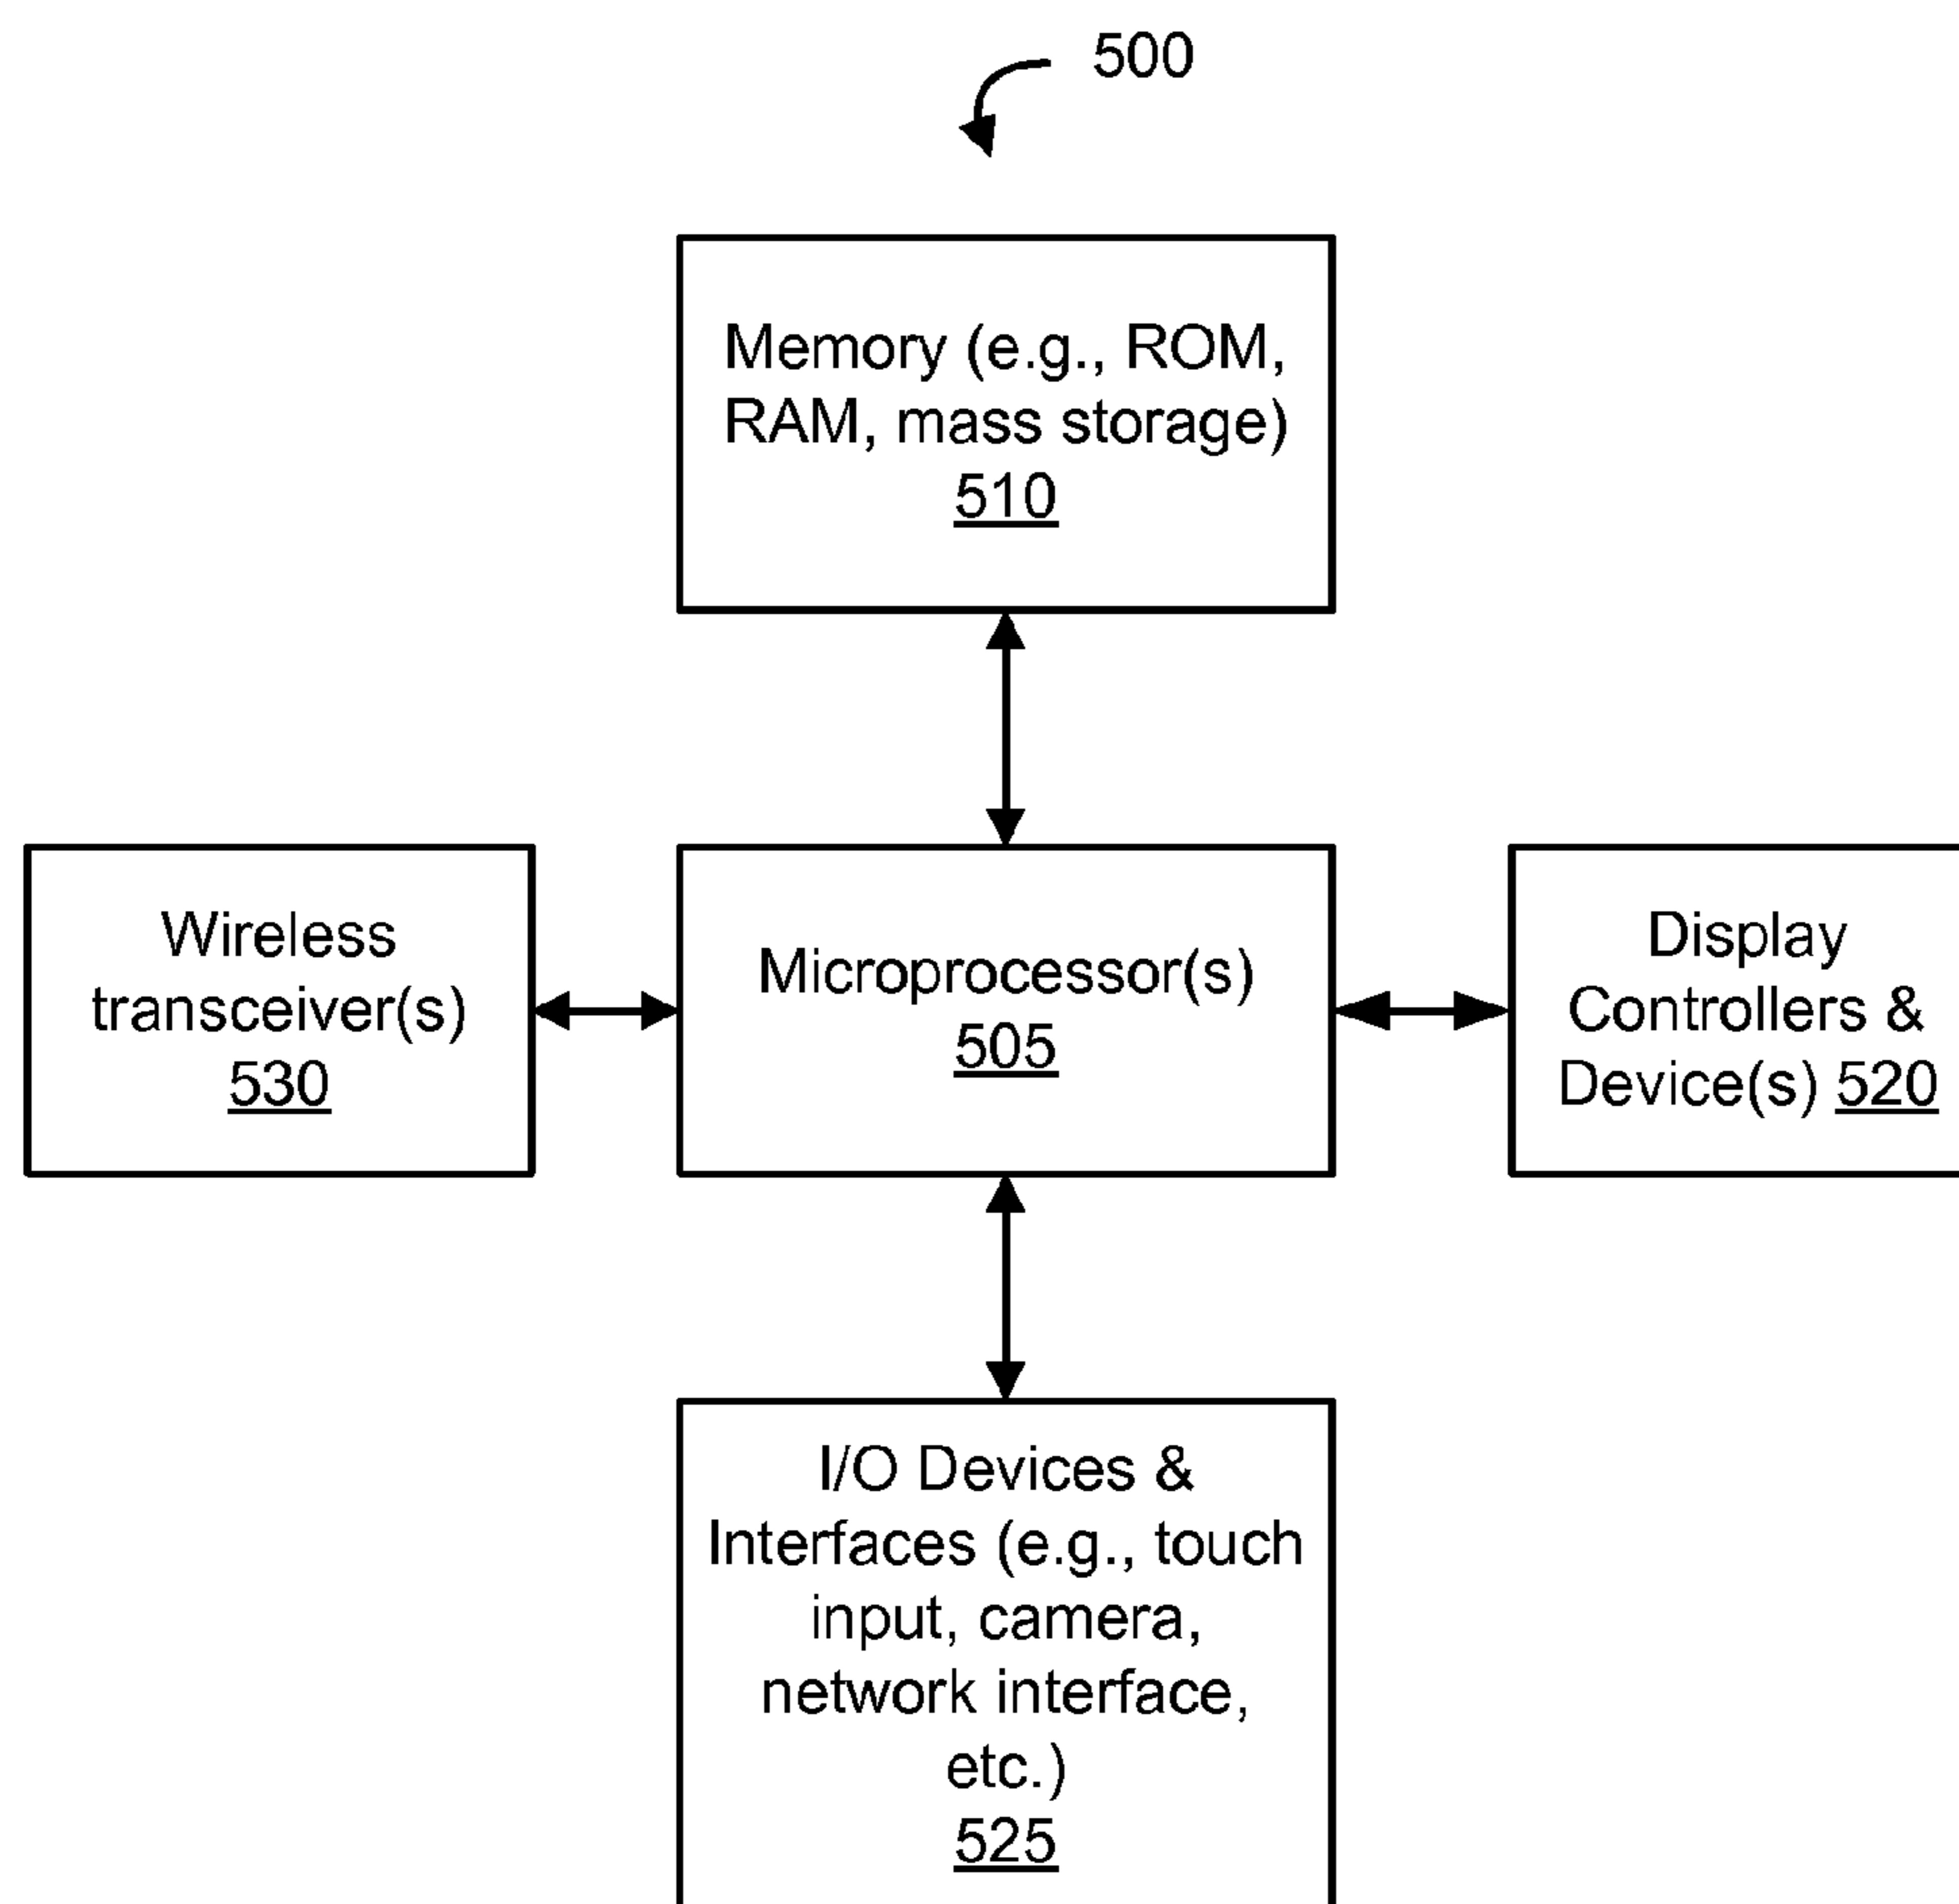 500
Memory (e.g., ROM,
RAM, mass storage)
510
Wireless
transceiver(s)
530
Microprocessor(s)
505
Display
Controllers &
Device(s) 520
I/O Devices &
Interfaces (e.g., touch
input, camera,
network interface,
etc.)
525